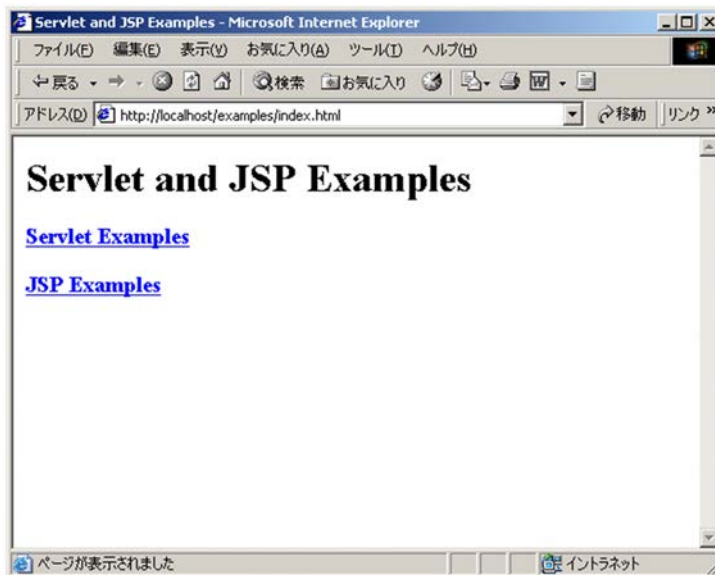 Servlet and JSP Examples - Microsoft Internet Explorer
ファイル(F) 編集(E) 表示(V) お気に入り(A) ツール(T) ヘルプ(H)
戻る 検索 お気に入り
アドレス(D) http://localhost/examples/index.html 移動 リンク »
Servlet and JSP Examples
Servlet Examples
JSP Examples
ページが表示されました イントラネット